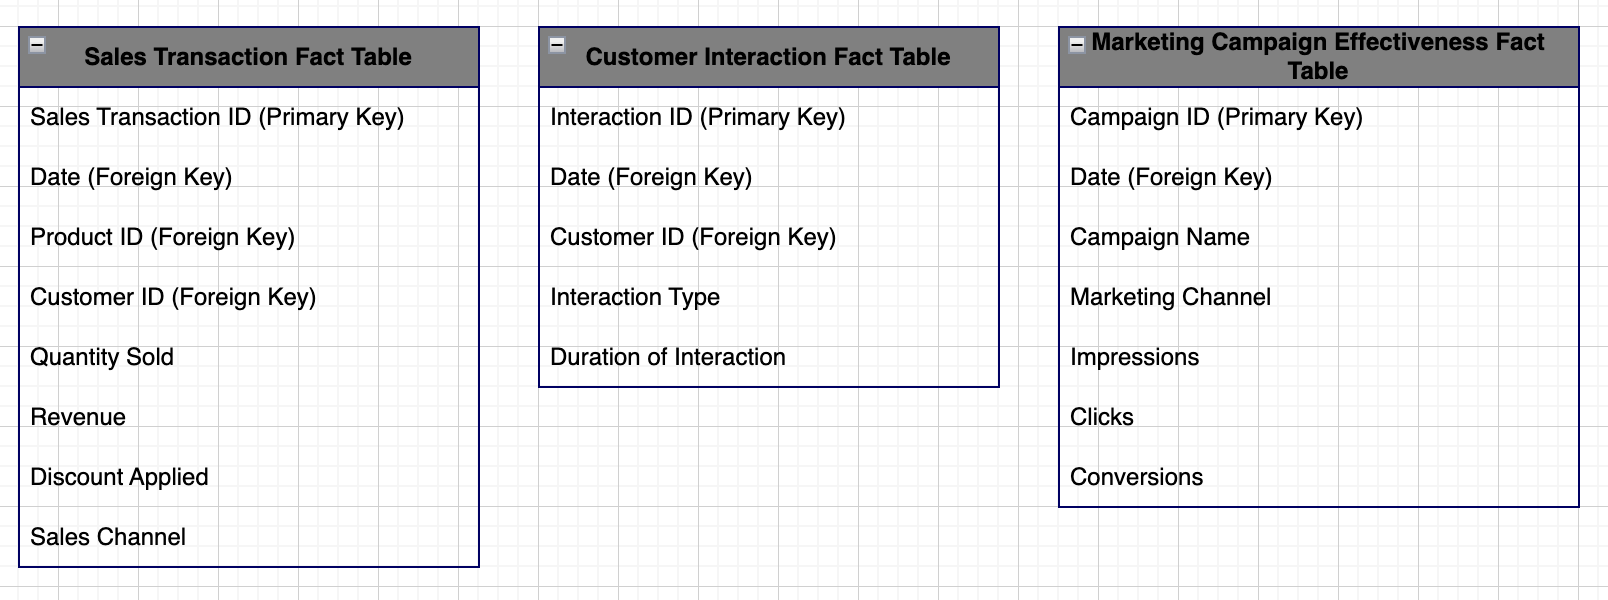 Sales Transaction Fact Table
Sales Transaction ID (Primary Key)
Date (Foreign Key)
Product ID (Foreign Key)
Customer ID (Foreign Key)
Quantity Sold
Revenue
Discount Applied
Sales Channel
Customer Interaction Fact Table
Interaction ID (Primary Key)
Date (Foreign Key)
Customer ID (Foreign Key)
Interaction Type
Duration of Interaction
Marketing Campaign Effectiveness Fact
Table
Campaign ID (Primary Key)
Date (Foreign Key)
Campaign Name
Marketing Channel
Impressions
Clicks
Conversions